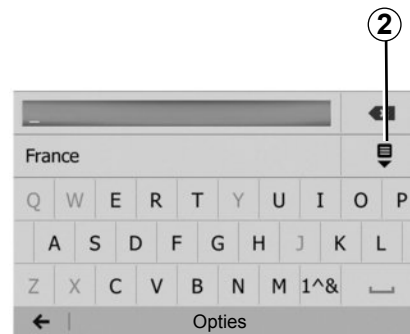 2
_
France
Q W E R T Y U I O P
A S D F G H J K L
Z X C V B N M 1^&
Opties